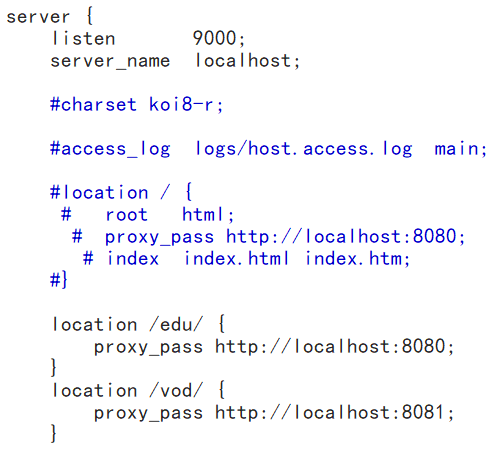 server {
    listen       9000;
    server_name  localhost;

    #charset koi8-r;

    #access_log  logs/host.access.log  main;

    #location / {
     #   root   html;
      #  proxy_pass http://localhost:8080;
       # index  index.html index.htm;
    #}

    location /edu/ {
        proxy_pass http://localhost:8080;
    }
    location /vod/ {
        proxy_pass http://localhost:8081;
    }